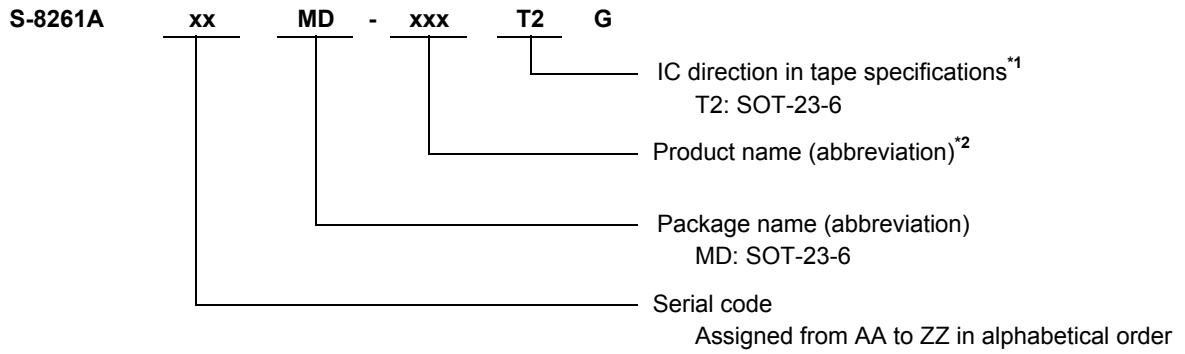 S-8261A xx MD - xxx T2 G
IC direction in tape specifications*1
T2: SOT-23-6
Product name (abbreviation)*2
Package name (abbreviation)
MD: SOT-23-6
Serial code
Assigned from AA to ZZ in alphabetical order